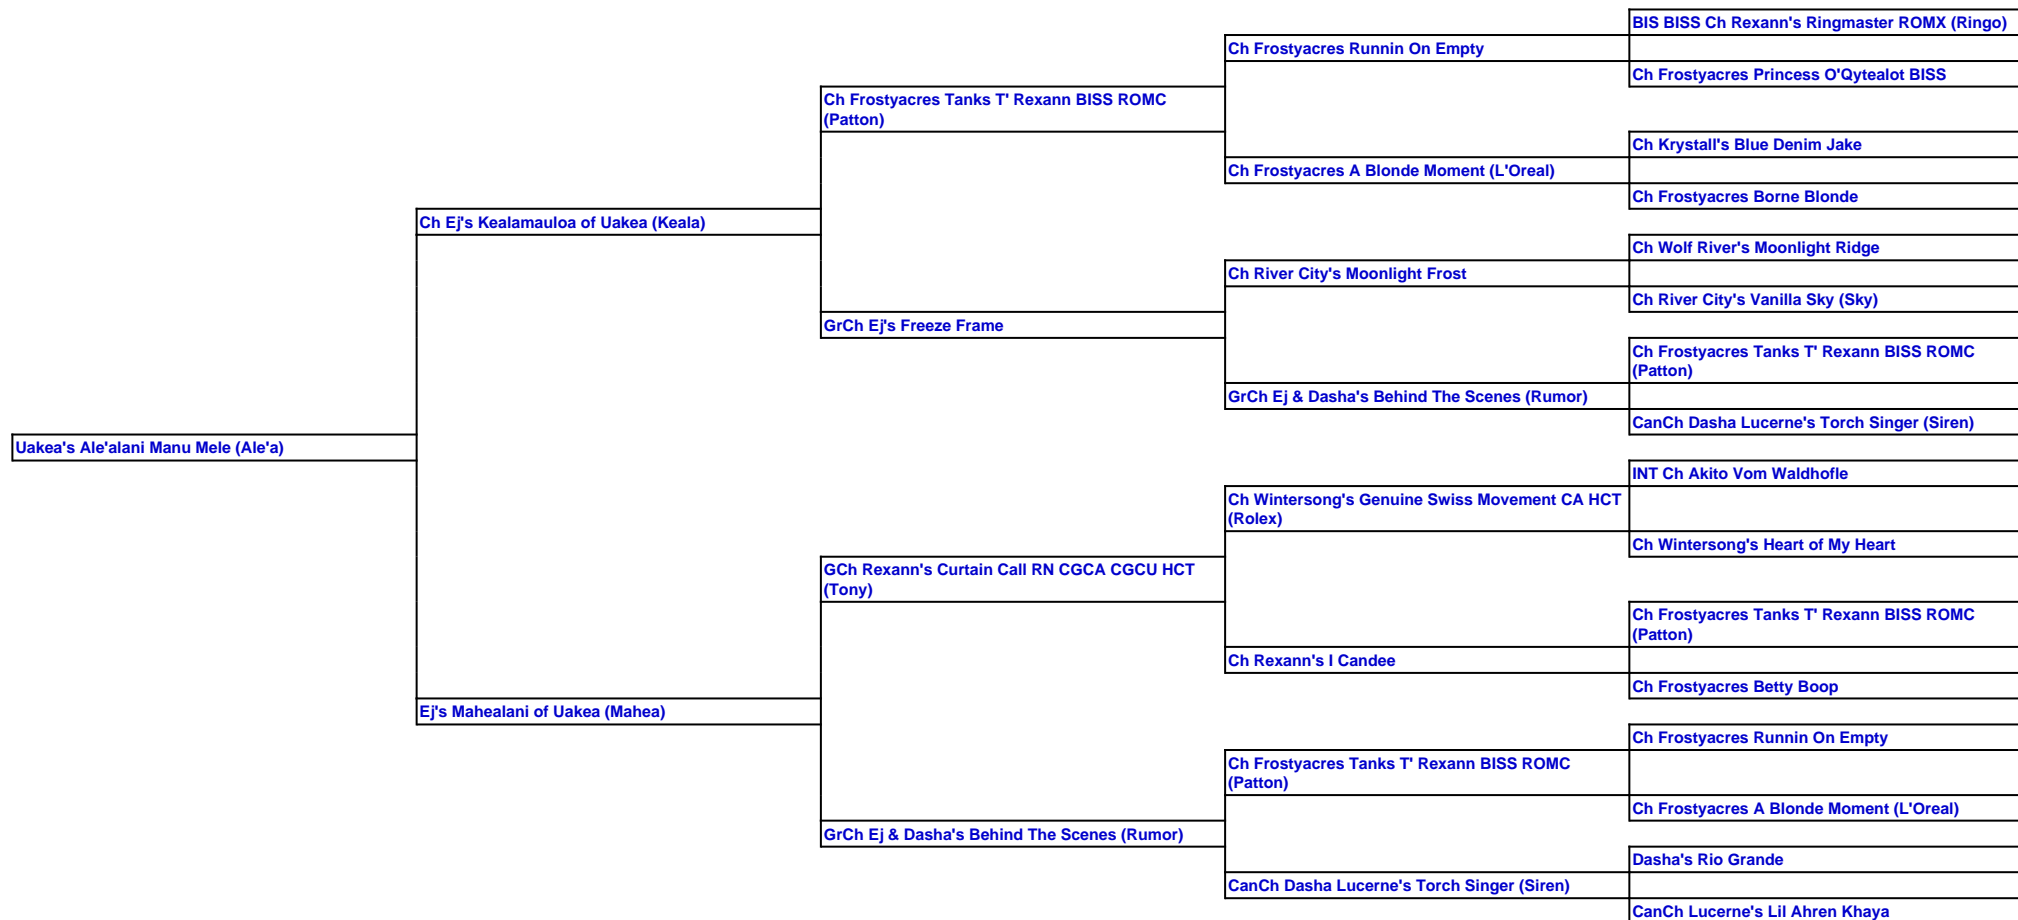 BIS BISS Ch Rexann's Ringmaster ROMX (Ringo)
Ch Frostyacres Runnin On Empty
Ch Frostyacres Princess O'Qytealot BISS
Ch Frostyacres Tanks T' Rexann BISS ROMC
(Patton)
Ch Krystall's Blue Denim Jake
Ch Frostyacres A Blonde Moment (L'Oreal)
Ch Frostyacres Borne Blonde
Ch Ej's Kealamauloa of Uakea (Keala)
Ch Wolf River's Moonlight Ridge
Ch River City's Moonlight Frost
Ch River City's Vanilla Sky (Sky)
GrCh Ej's Freeze Frame
Ch Frostyacres Tanks T' Rexann BISS ROMC
(Patton)
GrCh Ej & Dasha's Behind The Scenes (Rumor)
CanCh Dasha Lucerne's Torch Singer (Siren)
Uakea's Ale'alani Manu Mele (Ale'a)
INT Ch Akito Vom Waldhofle
Ch Wintersong's Genuine Swiss Movement CA HCT
(Rolex)
Ch Wintersong's Heart of My Heart
GCh Rexann's Curtain Call RN CGCA CGCU HCT
(Tony)
Ch Frostyacres Tanks T' Rexann BISS ROMC
(Patton)
Ch Rexann's I Candee
Ch Frostyacres Betty Boop
Ej's Mahealani of Uakea (Mahea)
Ch Frostyacres Runnin On Empty
Ch Frostyacres Tanks T' Rexann BISS ROMC
(Patton)
Ch Frostyacres A Blonde Moment (L'Oreal)
GrCh Ej & Dasha's Behind The Scenes (Rumor)
Dasha's Rio Grande
CanCh Dasha Lucerne's Torch Singer (Siren)
CanCh Lucerne's Lil Ahren Khaya